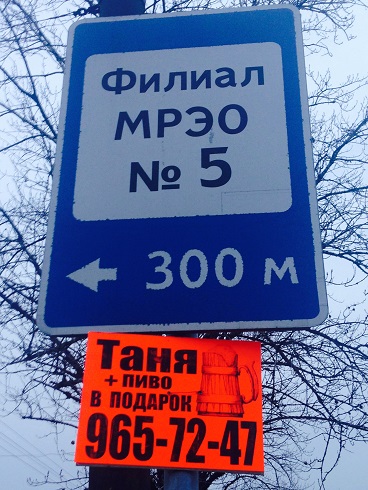 Филиал
МРЭО
№ 5
300 м
Таня
+ пиво
в подарок
965-72-47